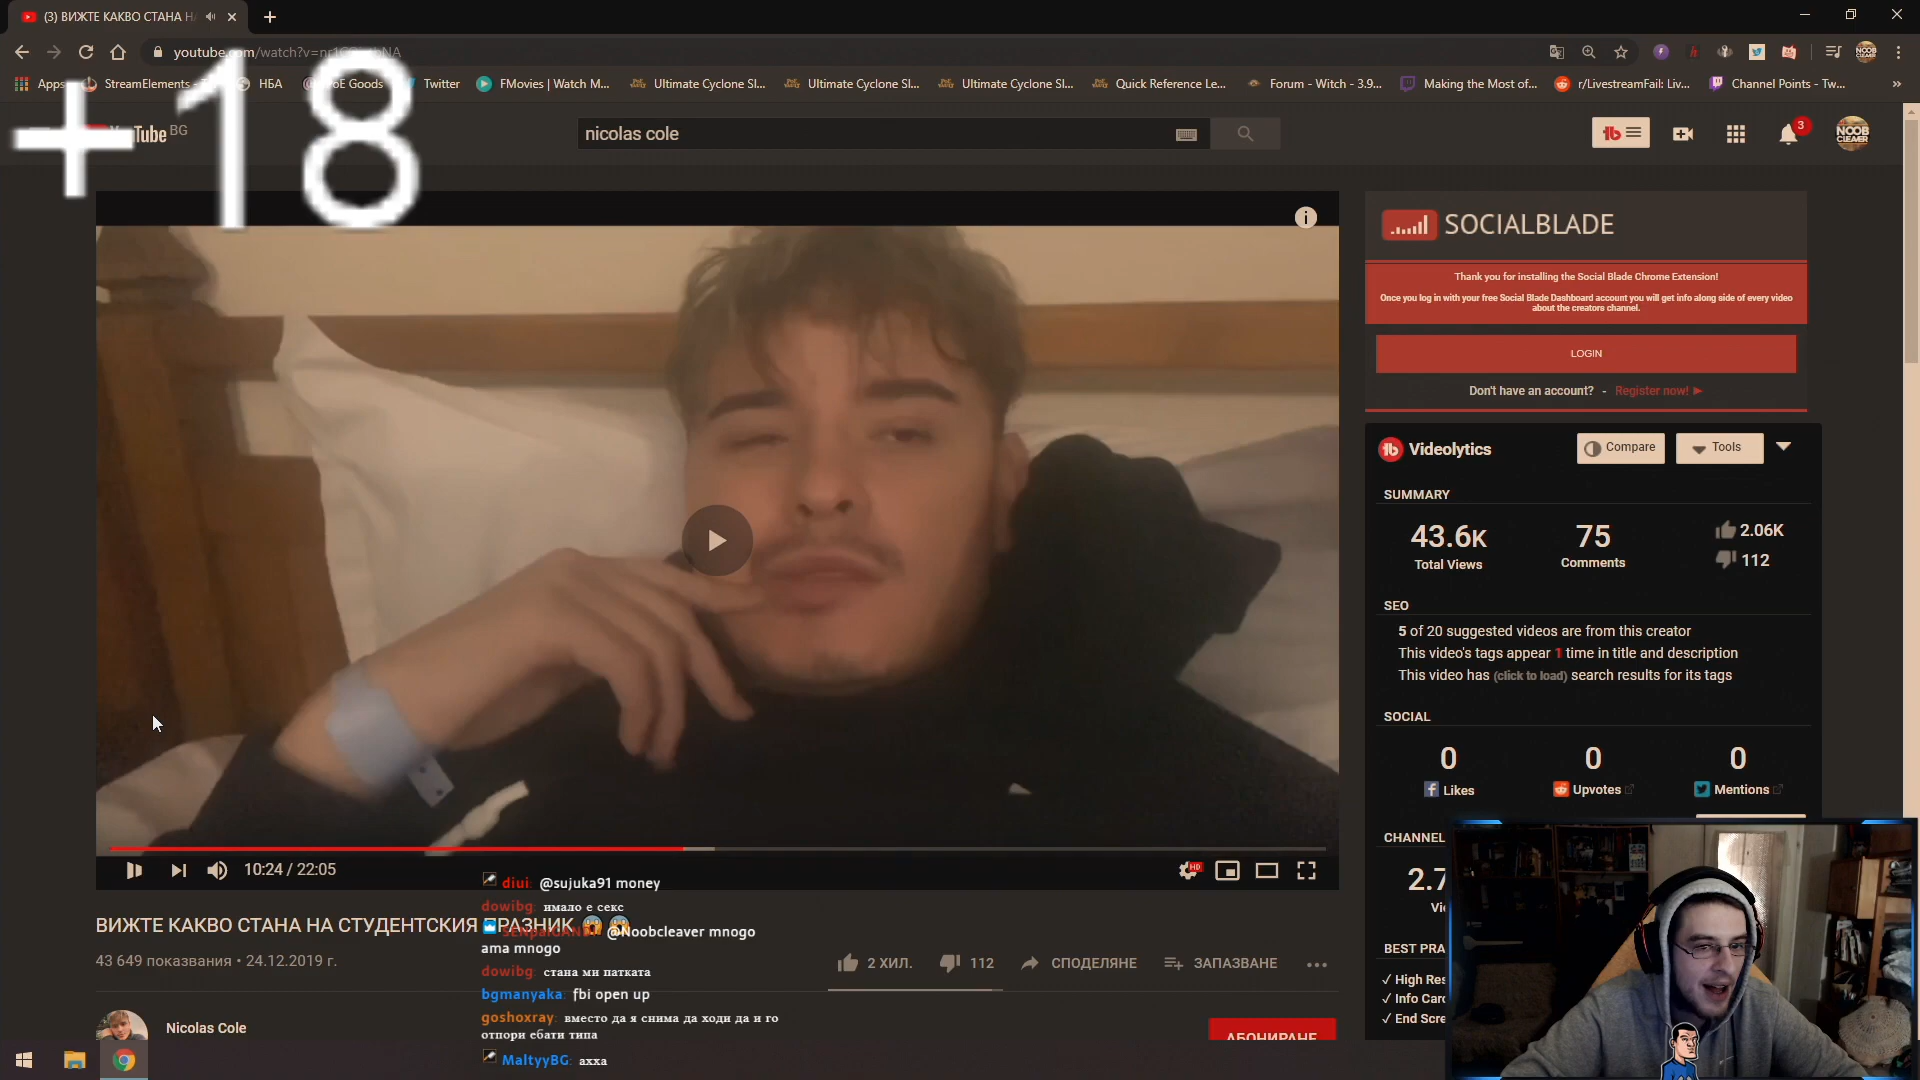 (3) ВИЖТЕ КАКВО СТАНА Н
youtube.com/watch?v=
Apps
StreamElements -
НБА
PoE Goods
Twitter
FMovies | Watch M...
Ultimate Cyclone Sl...
Ultimate Cyclone Sl...
Ultimate Cyclone Sl...
Quick Reference Le...
Forum - Witch - 3.9...
Making the Most of...
r/LivestreamFail: Liv...
Channel Points - Tw...
»
+18
YouTube BG
nicolas cole
3
NOOB
CLEAVER
SOCIALBLADE
Thank you for installing the Social Blade Chrome Extension!
Once you log in with your free Social Blade Dashboard account you will get info along side of every video
about the creators channel.
LOGIN
Don't have an account? - Register now! ►
Videolytics
Compare
Tools
SUMMARY
43.6K
Total Views
75
Comments
2.06K
112
SEO
5 of 20 suggested videos are from this creator
This video's tags appear 1 time in title and description
This video has (click to load) search results for its tags
SOCIAL
0
Likes
0
Upvotes
0
Mentions
CHANNEL
2.7
Vi
BEST PRA
✓ High Res
✓ Info Card
✓ End Scre
10:24 / 22:05
HD
ВИЖТЕ КАКВО СТАНА НА СТУДЕНТСКИЯ ПРАЗНИК 😱 😱
43 649 показвания • 24.12.2019 г.
2 ХИЛ.
112
СПОДЕЛЯНЕ
ЗАПАЗВАНЕ
Nicolas Cole
АБОНИРАНЕ
diui: @sujuka91 money
dowibg: имало е секс
@Noobcleaver mnogo
ama mnogo
dowibg: стана ми патката
bgmanyaka: fbi open up
goshoxray: вместо да я снима да ходи да и го
отпори ебати типа
MaltyyBG: ахха